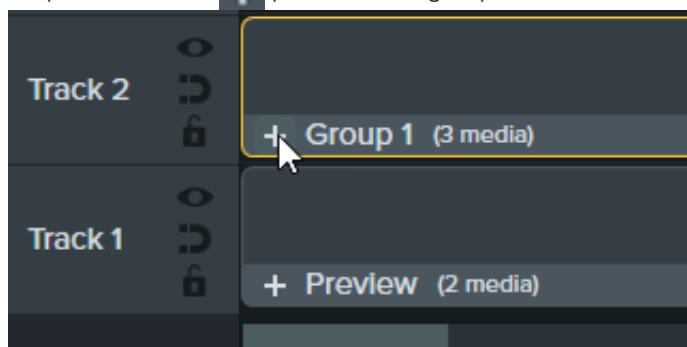 Track 2
+ Group 1 (3 media)
Track 1
+ Preview (2 media)